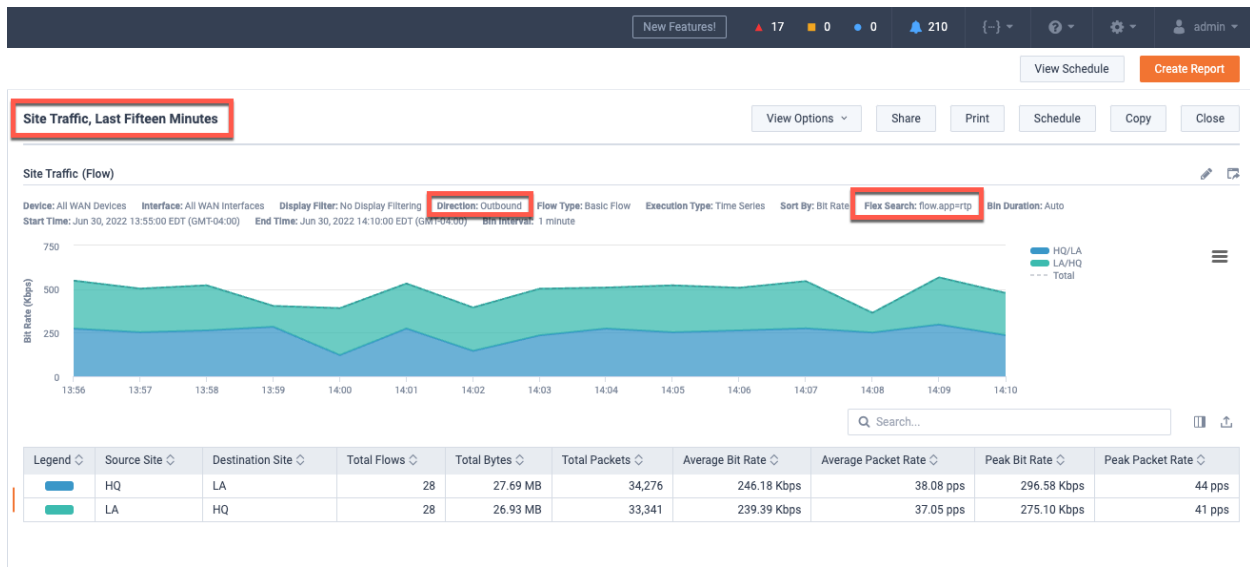 New Features! 17 0 0 210 {--} admin
View Schedule Create Report
Site Traffic, Last Fifteen Minutes View Options Share Print Schedule Copy Close
Site Traffic (Flow)
Device: All WAN Devices Interface: All WAN Interfaces Display Filter: No Display Filtering Direction: Outbound Flow Type: Basic Flow Execution Type: Time Series Sort By: Bit Rate Flex Search: flow.app=rtp Bin Duration: Auto
Start Time: Jun 30, 2022 13:55:00 EDT (GMT-04:00) End Time: Jun 30, 2022 14:10:00 EDT (GMT-04:00) Bin Interval: 1 minute
750
500
250
0
Bit Rate (Kbps)
HQ/LA
LA/HQ
Total
13:56 13:57 13:58 13:59 14:00 14:01 14:02 14:03 14:04 14:05 14:06 14:07 14:08 14:09 14:10
Search...
Legend Source Site Destination Site Total Flows Total Bytes Total Packets Average Bit Rate Average Packet Rate Peak Bit Rate Peak Packet Rate
HQ LA 28 27.69 MB 34,276 246.18 Kbps 38.08 pps 296.58 Kbps 44 pps
LA HQ 28 26.93 MB 33,341 239.39 Kbps 37.05 pps 275.10 Kbps 41 pps